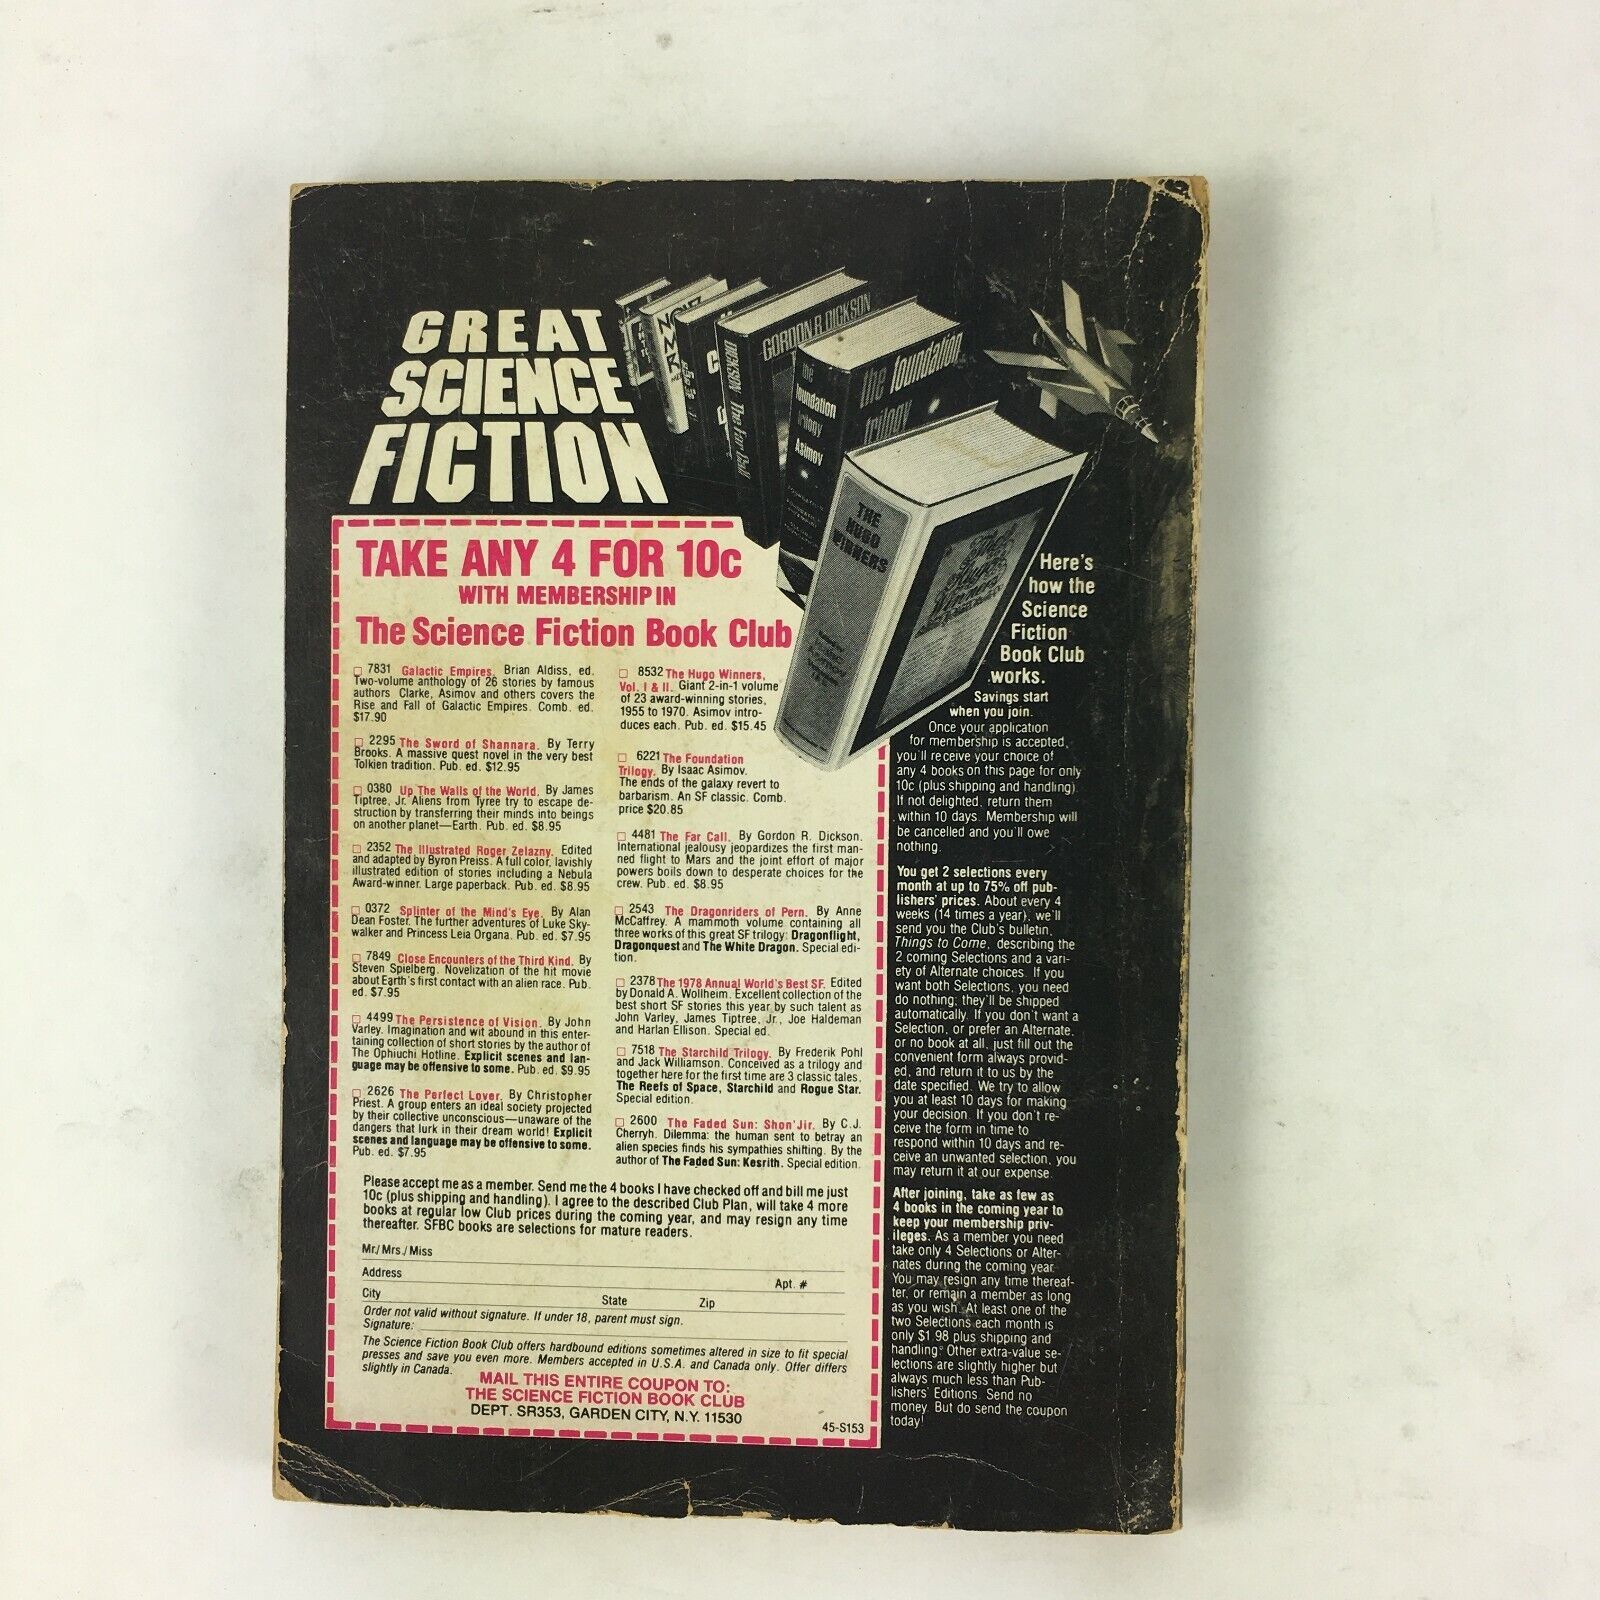 GREAT
SCIENCE
FICTION
GORDON R. DICKSON
DICKSON The Far Call
the foundation
trilogy
the
foundation
trilogy
Asimov
THE
HUGO
WINNERS
TAKE ANY 4 FOR 10c
WITH MEMBERSHIP IN
The Science Fiction Book Club
7831 Galactic Empires. Brian Aldiss, ed.
Two-volume anthology of 26 stories by famous
authors Clarke, Asimov and others covers the
Rise and Fall of Galactic Empires. Comb. ed.
$17.90
2295 The Sword of Shannara. By Terry
Brooks. A massive quest novel in the very best
Tolkien tradition. Pub. ed. $12.95
0380 Up The Walls of the World. By James
Tiptree, Jr. Aliens from Tyree try to escape de-
struction by transferring their minds into beings
on another planet—Earth. Pub. ed. $8.95
2352 The Illustrated Roger Zelazny. Edited
and adapted by Byron Preiss. A full color, lavishly
illustrated edition of stories including a Nebula
Award-winner. Large paperback. Pub. ed. $8.95
0372 Splinter of the Mind's Eye. By Alan
Dean Foster. The further adventures of Luke Sky-
walker and Princess Leia Organa. Pub. ed. $7.95
7849 Close Encounters of the Third Kind. By
Steven Spielberg. Novelization of the hit movie
about Earth's first contact with an alien race. Pub.
ed. $7.95
4499 The Persistence of Vision. By John
Varley. Imagination and wit abound in this enter-
taining collection of short stories by the author of
The Ophiuchi Hotline. Explicit scenes and lan-
guage may be offensive to some. Pub. ed. $9.95
2626 The Perfect Lover. By Christopher
Priest. A group enters an ideal society projected
by their collective unconscious—unaware of the
dangers that lurk in their dream world! Explicit
scenes and language may be offensive to some.
Pub. ed. $7.95
8532 The Hugo Winners,
Vol. I & II. Giant 2-in-1 volume
of 23 award-winning stories,
1955 to 1970. Asimov intro-
duces each. Pub. ed. $15.45
6221 The Foundation
Trilogy. By Isaac Asimov.
The ends of the galaxy revert to
barbarism. An SF classic. Comb.
price $20.85
4481 The Far Call. By Gordon R. Dickson.
International jealousy jeopardizes the first man-
ned flight to Mars and the joint effort of major
powers boils down to desperate choices for the
crew. Pub. ed. $8.95
2543 The Dragonriders of Pern. By Anne
McCaffrey. A mammoth volume containing all
three works of this great SF trilogy: Dragonflight,
Dragonquest and The White Dragon. Special edi-
tion.
2378 The 1978 Annual World's Best SF. Edited
by Donald A. Wollheim. Excellent collection of the
best short SF stories this year by such talent as
John Varley, James Tiptree, Jr., Joe Haldeman
and Harlan Ellison. Special ed.
7518 The Starchild Trilogy. By Frederik Pohl
and Jack Williamson. Conceived as a trilogy and
together here for the first time are 3 classic tales,
The Reefs of Space, Starchild and Rogue Star.
Special edition.
2600 The Faded Sun: Shon'Jir. By C.J.
Cherryh. Dilemma: the human sent to betray an
alien species finds his sympathies shifting. By the
author of The Faded Sun: Kesrith. Special edition.
Please accept me as a member. Send me the 4 books I have checked off and bill me just
10c (plus shipping and handling). I agree to the described Club Plan, will take 4 more
books at regular low Club prices during the coming year, and may resign any time
thereafter. SFBC books are selections for mature readers.
Mr./Mrs./Miss
Address Apt. #
City State Zip
Order not valid without signature. If under 18, parent must sign.
Signature:
The Science Fiction Book Club offers hardbound editions sometimes altered in size to fit special
presses and save you even more. Members accepted in U.S.A. and Canada only. Offer differs
slightly in Canada.
MAIL THIS ENTIRE COUPON TO:
THE SCIENCE FICTION BOOK CLUB
DEPT. SR353, GARDEN CITY, N.Y. 11530
45-S153
Here's
how the
Science
Fiction
Book Club
works.
Savings start
when you join.
Once your application
for membership is accepted,
you'll receive your choice of
any 4 books on this page for only
10c (plus shipping and handling).
If not delighted, return them
within 10 days. Membership will
be cancelled and you'll owe
nothing.
You get 2 selections every
month at up to 75% off pub-
lishers' prices. About every 4
weeks (14 times a year), we'll
send you the Club's bulletin,
Things to Come, describing the
2 coming Selections and a vari-
ety of Alternate choices. If you
want both Selections, you need
do nothing; they'll be shipped
automatically. If you don't want a
Selection, or prefer an Alternate,
or no book at all, just fill out the
convenient form always provid-
ed, and return it to us by the
date specified. We try to allow
you at least 10 days for making
your decision. If you don't re-
ceive the form in time to
respond within 10 days and re-
ceive an unwanted selection, you
may return it at our expense.
After joining, take as few as
4 books in the coming year to
keep your membership priv-
ileges. As a member you need
take only 4 Selections or Alter-
nates during the coming year.
You may resign any time thereaf-
ter, or remain a member as long
as you wish. At least one of the
two Selections each month is
only $1.98 plus shipping and
handling. Other extra-value se-
lections are slightly higher but
always much less than Pub-
lishers' Editions. Send no
money. But do send the coupon
today!